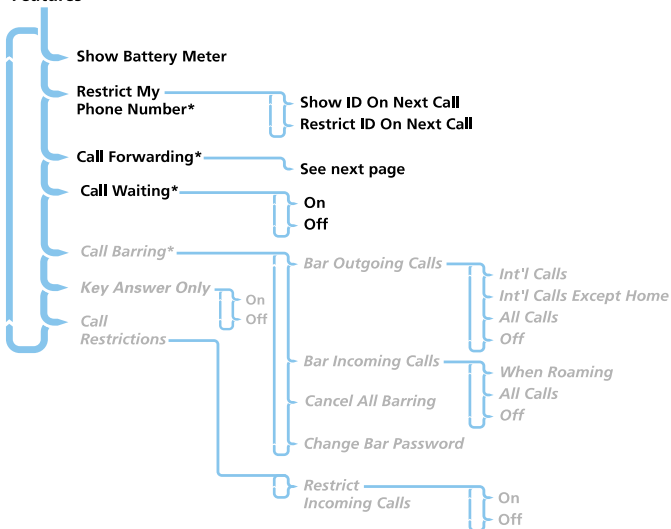 Show Battery Meter
Restrict My
Phone Number*
Show ID On Next Call
Restrict ID On Next Call
Call Forwarding*
See next page
Call Waiting*
On
Off
Call Barring*
Bar Outgoing Calls
Int'l Calls
Int'l Calls Except Home
All Calls
Off
Key Answer Only
On
Off
Call
Restrictions
Bar Incoming Calls
When Roaming
All Calls
Off
Cancel All Barring
Change Bar Password
Restrict
Incoming Calls
On
Off